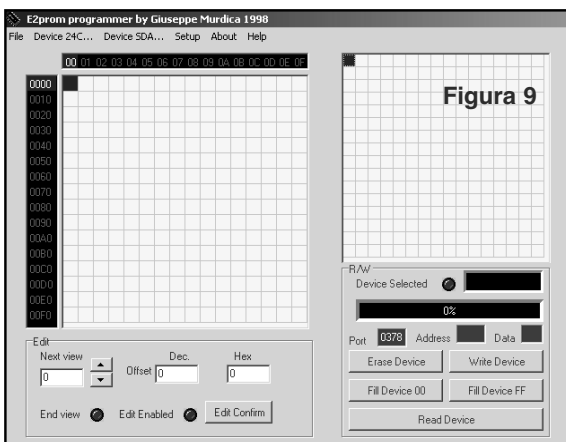 E2prom programmer by Giuseppe Murdica 1998
File Device 24C... Device SDA... Setup About Help
00 01 02 03 04 05 06 07 08 09 0A 0B 0C 0D 0E 0F
0000
0010
0020
0030
0040
0050
0060
0070
0080
0090
00A0
00B0
00C0
00D0
00E0
00F0
Figura 9
R/W
Device Selected
0%
Port 0378 Address Data
Erase Device Write Device
Fill Device 00 Fill Device FF
Read Device
Edit
Next view Dec. Hex
0 Offset 0 0
End view Edit Enabled Edit Confirm